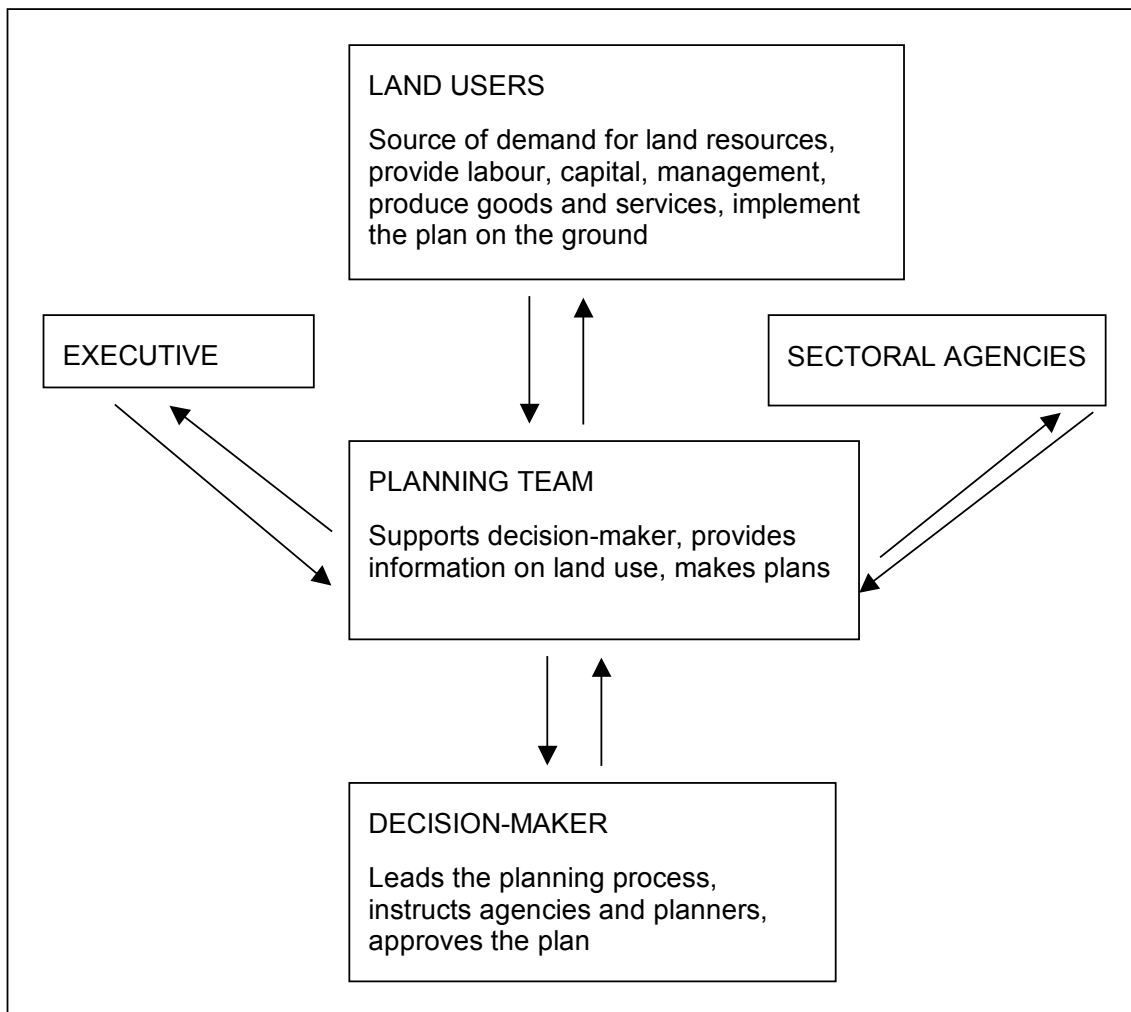 LAND USERS
Source of demand for land resources,
provide labour, capital, management,
produce goods and services, implement
the plan on the ground
EXECUTIVE
SECTORAL AGENCIES
PLANNING TEAM
Supports decision-maker, provides
information on land use, makes plans
DECISION-MAKER
Leads the planning process,
instructs agencies and planners,
approves the plan